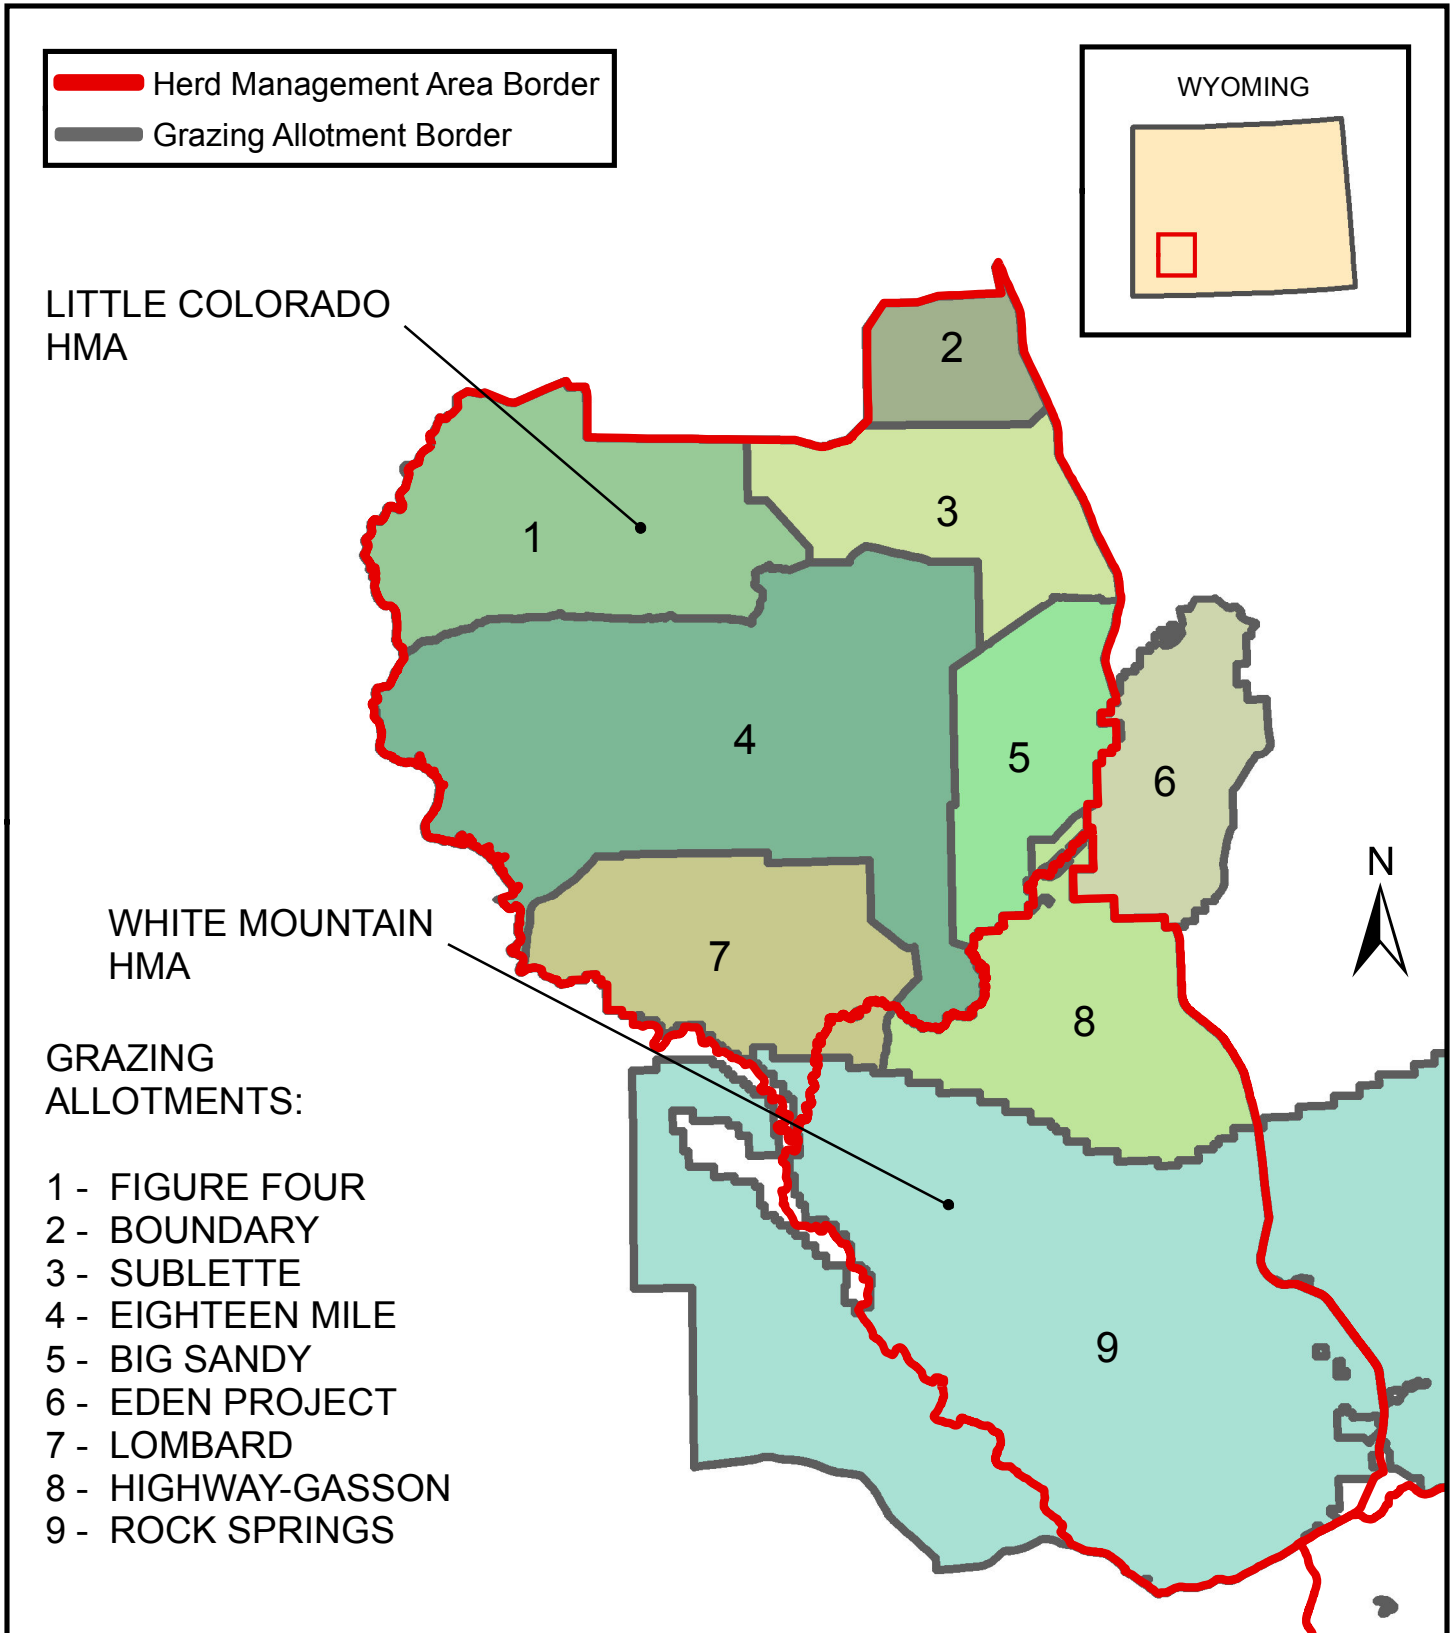 Herd Management Area Border
Grazing Allotment Border
WYOMING
LITTLE COLORADO
HMA
2
3
1
4
5
6
N
WHITE MOUNTAIN
HMA
7
8
GRAZING
ALLOTMENTS:
1 - FIGURE FOUR
2 - BOUNDARY
3 - SUBLETTE
4 - EIGHTEEN MILE
5 - BIG SANDY
6 - EDEN PROJECT
7 - LOMBARD
8 - HIGHWAY-GASSON
9 - ROCK SPRINGS
9